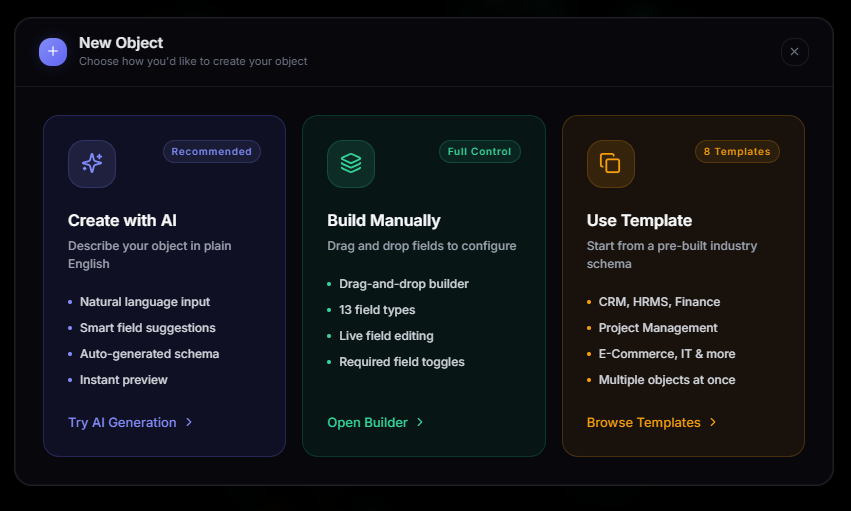 New Object
Choose how you'd like to create your object
Recommended
Create with AI
Describe your object in plain
English
• Natural language input
• Smart field suggestions
• Auto-generated schema
• Instant preview
Try AI Generation >
Full Control
Build Manually
Drag and drop fields to configure
• Drag-and-drop builder
• 13 field types
• Live field editing
• Required field toggles
Open Builder >
8 Templates
Use Template
Start from a pre-built industry
schema
• CRM, HRMS, Finance
• Project Management
• E-Commerce, IT & more
• Multiple objects at once
Browse Templates >